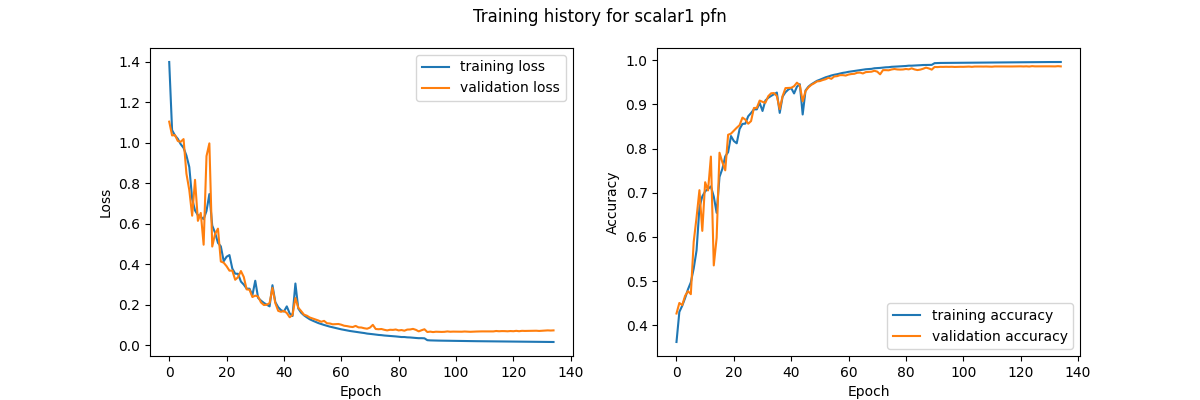 Training history for scalar1 pfn
1.4
1.2
1.0
0.8
0.6
0.4
0.2
0.0
Loss
0 20 40 60 80 100 120 140
Epoch
training loss
validation loss
1.0
0.9
0.8
0.7
0.6
0.5
0.4
Accuracy
0 20 40 60 80 100 120 140
Epoch
training accuracy
validation accuracy